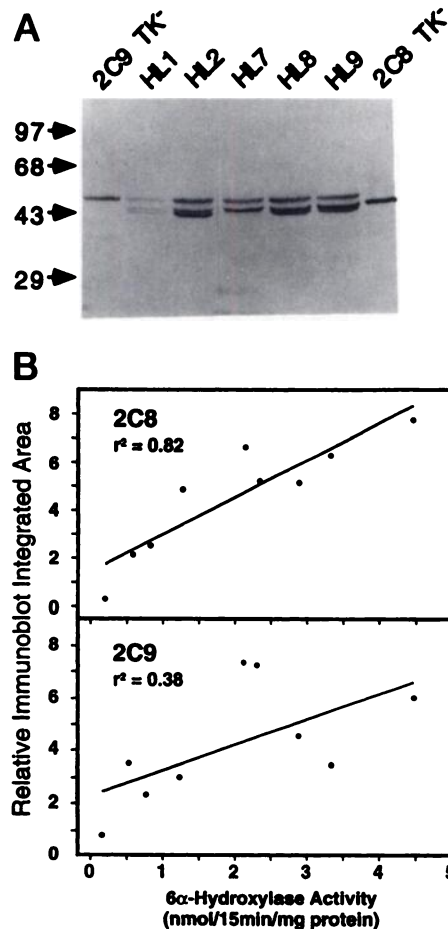 A
2C9 TK-
HL1
HL2
HL7
HL8
HL9
2C8 TK-
97
68
43
29
B
Relative Immunoblot Integrated Area
8
6
4
2
0
2C8
r² = 0.82
8
6
4
2
0
2C9
r² = 0.38
0 1 2 3 4 5
6α-Hydroxylase Activity
(nmol/15min/mg protein)